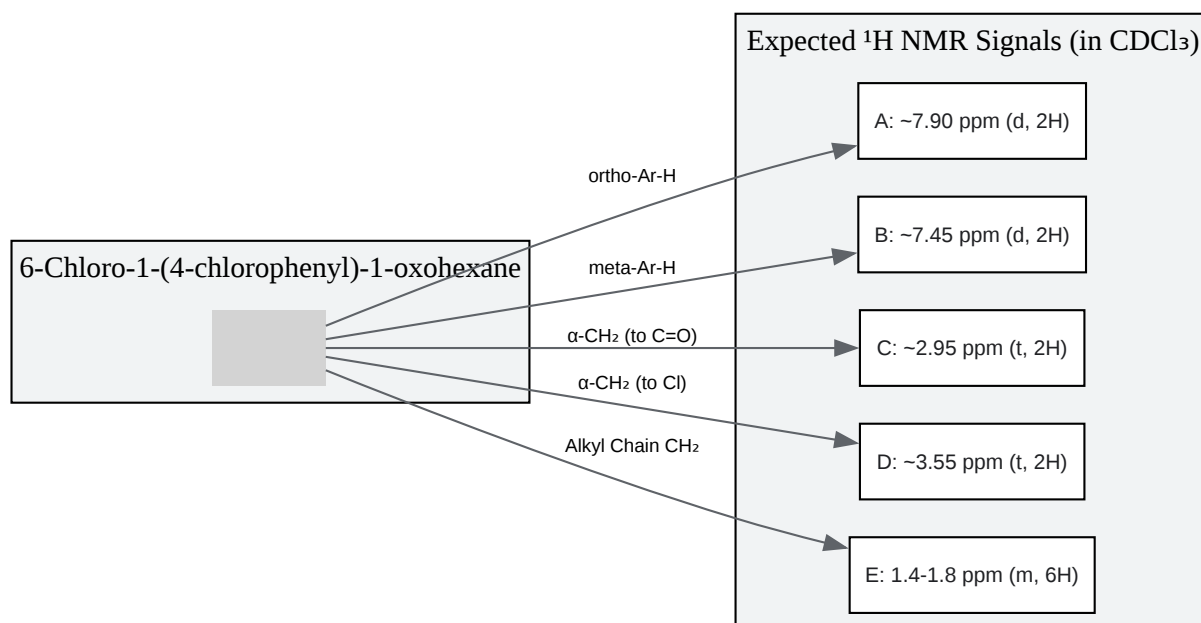 Expected ¹H NMR Signals (in CDCl₃)
A: ~7.90 ppm (d, 2H)
ortho-Ar-H
B: ~7.45 ppm (d, 2H)
6-Chloro-1-(4-chlorophenyl)-1-oxohexane
meta-Ar-H
α-CH₂ (to C=O)
C: ~2.95 ppm (t, 2H)
α-CH₂ (to Cl)
Alkyl Chain CH₂
D: ~3.55 ppm (t, 2H)
E: 1.4-1.8 ppm (m, 6H)